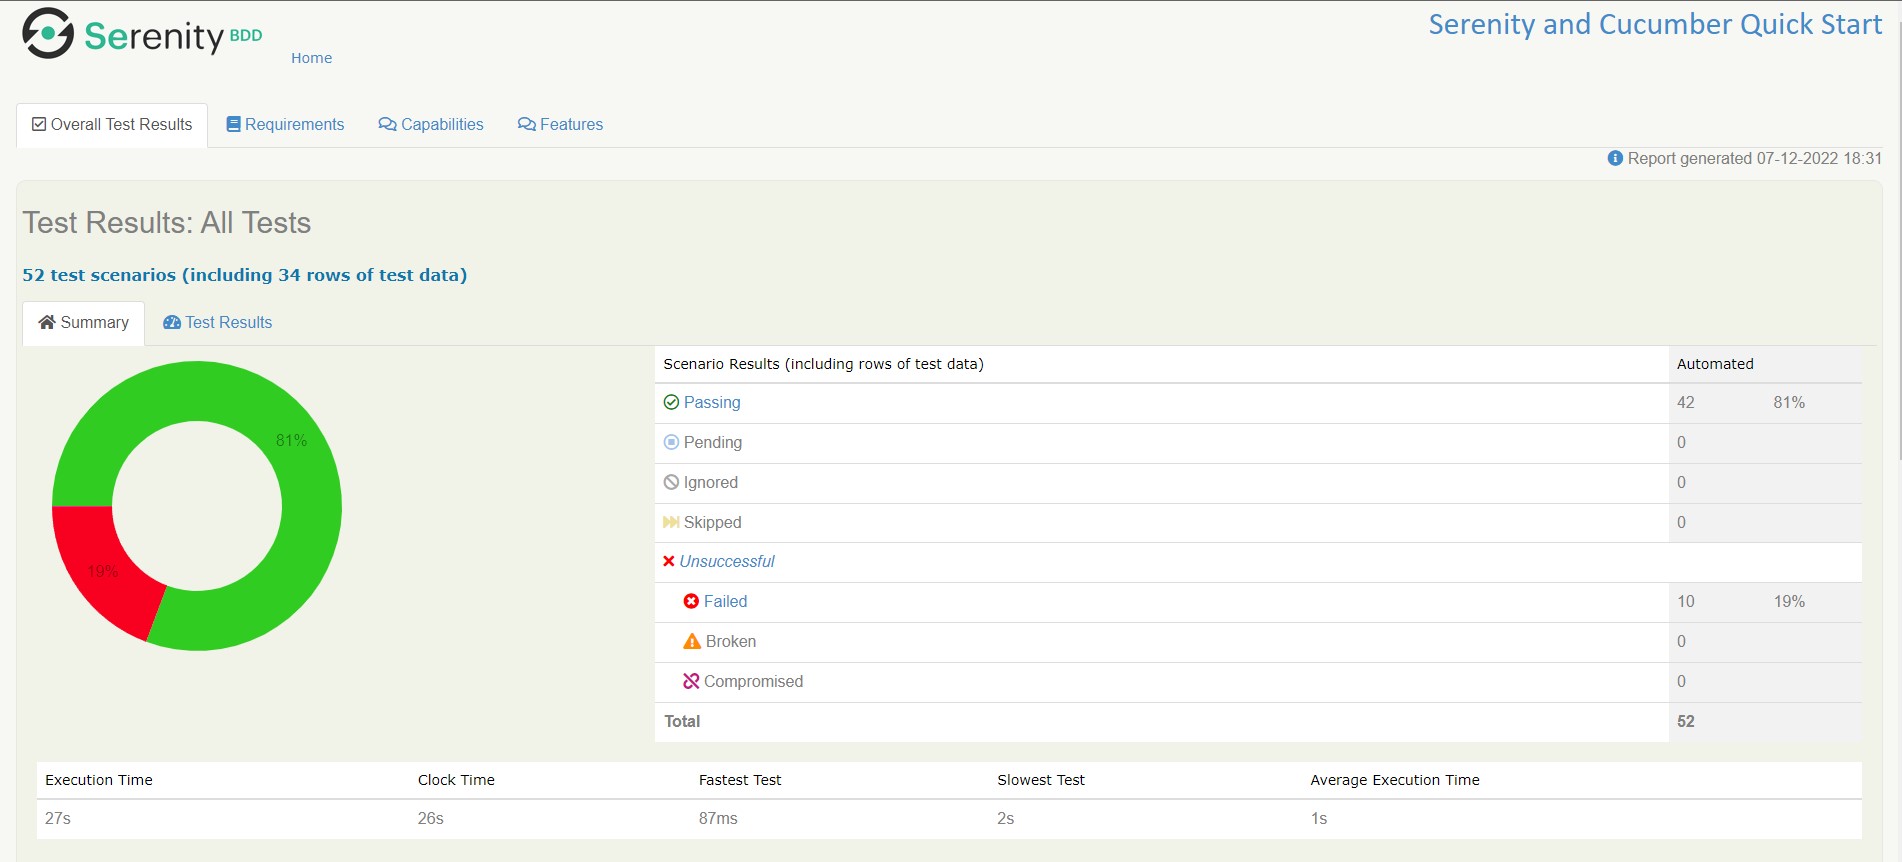 Serenity BDD
Home
Serenity and Cucumber Quick Start
Overall Test Results Requirements Capabilities Features
Report generated 07-12-2022 18:31
Test Results: All Tests
52 test scenarios (including 34 rows of test data)
Summary Test Results
81%
19%
Scenario Results (including rows of test data) Automated
Passing 42 81%
Pending 0
Ignored 0
Skipped 0
Unsuccessful
Failed 10 19%
Broken 0
Compromised 0
Total 52
Execution Time Clock Time Fastest Test Slowest Test Average Execution Time
27s 26s 87ms 2s 1s